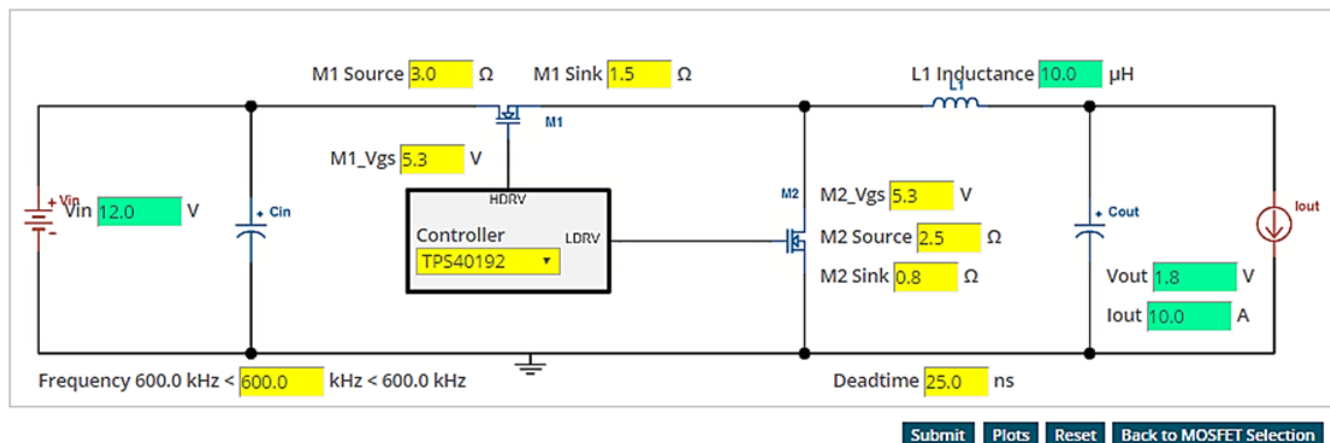 M1 Source 3.0 Ω M1 Sink 1.5 Ω L1 Inductance 10.0 µH
L1
M1
M1_Vgs 5.3 V
HDRV
M2 M2_Vgs 5.3 V
+ Vin
Vin 12.0 V
+ Cin
+ Cout
Iout
Controller
LDRV
M2 Source 2.5 Ω
TPS40192
M2 Sink 0.8 Ω
Vout 1.8 V
Iout 10.0 A
Frequency 600.0 kHz < 600.0 kHz < 600.0 kHz Deadtime 25.0 ns
Submit Plots Reset Back to MOSFET Selection